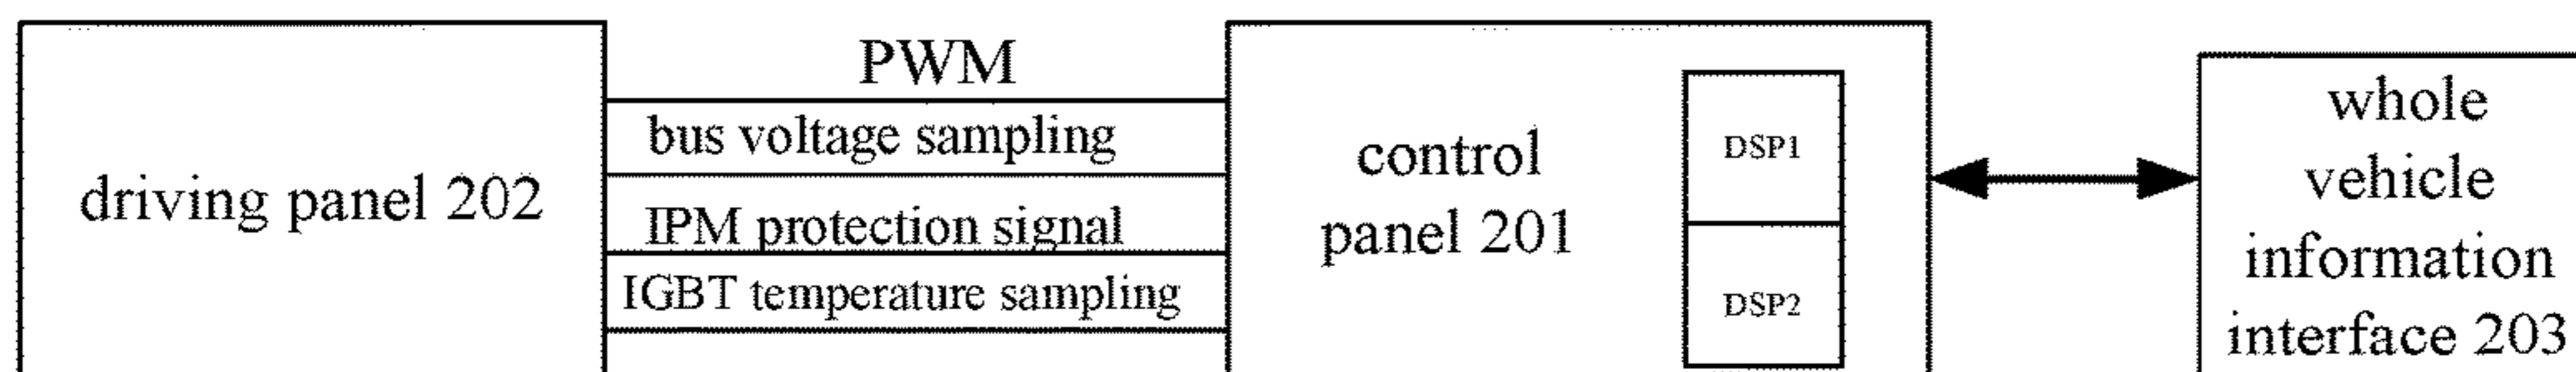 driving panel 202
PWM
bus voltage sampling
IPM protection signal
IGBT temperature sampling
control
panel 201
DSP1
DSP2
whole
vehicle
information
interface 203